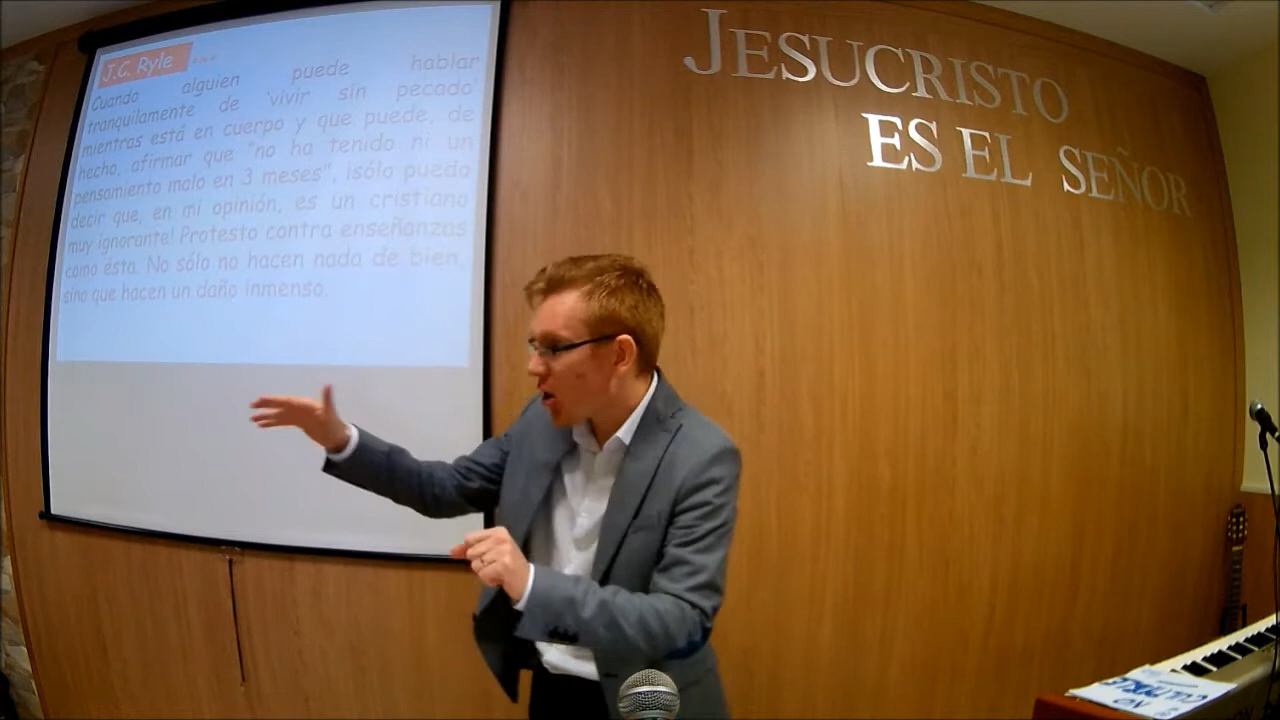 J.C. Ryle
Cuando alguien puede hablar
tranquilamente de 'vivir sin pecado'
mientras está en cuerpo y que puede, de
hecho, afirmar que "no ha tenido ni un
pensamiento malo en 3 meses", ¡sólo puedo
decir que, en mi opinión, es un cristiano
muy ignorante! Protesto contra enseñanzas
como ésta. No sólo no hacen nada de bien,
sino que hacen un daño inmenso.
JESUCRISTO
ES EL SEÑOR
NO